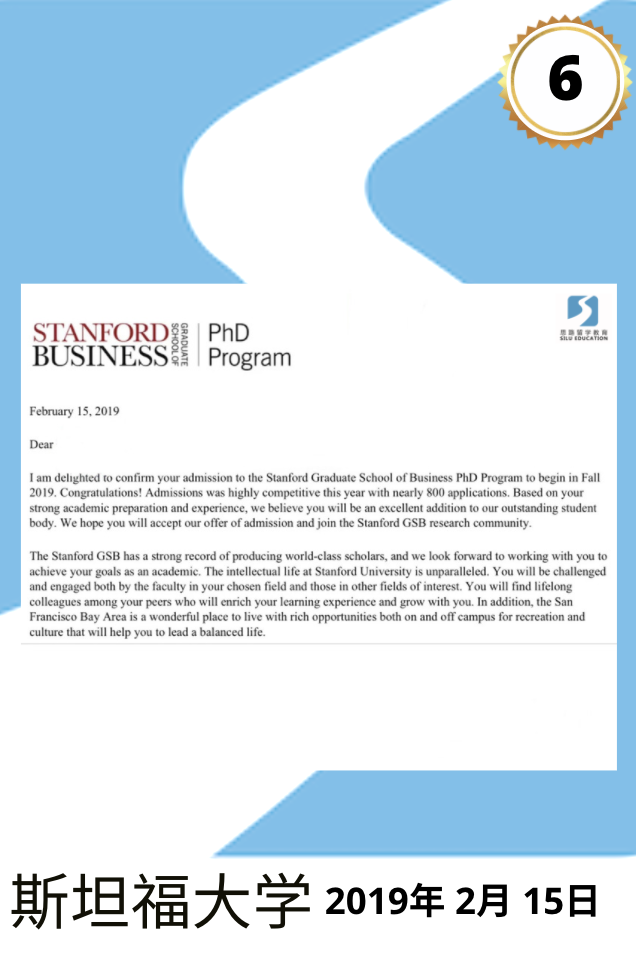 6
STANFORD GRADUATE
BUSINESS SCHOOL OF
PhD
Program
思路留学教育
SILU EDUCATION
February 15, 2019
Dear
I am delighted to confirm your admission to the Stanford Graduate School of Business PhD Program to begin in Fall
2019. Congratulations! Admissions was highly competitive this year with nearly 800 applications. Based on your
strong academic preparation and experience, we believe you will be an excellent addition to our outstanding student
body. We hope you will accept our offer of admission and join the Stanford GSB research community.
The Stanford GSB has a strong record of producing world-class scholars, and we look forward to working with you to
achieve your goals as an academic. The intellectual life at Stanford University is unparalleled. You will be challenged
and engaged both by the faculty in your chosen field and those in other fields of interest. You will find lifelong
colleagues among your peers who will enrich your learning experience and grow with you. In addition, the San
Francisco Bay Area is a wonderful place to live with rich opportunities both on and off campus for recreation and
culture that will help you to lead a balanced life.
斯坦福大学 2019年 2月 15日